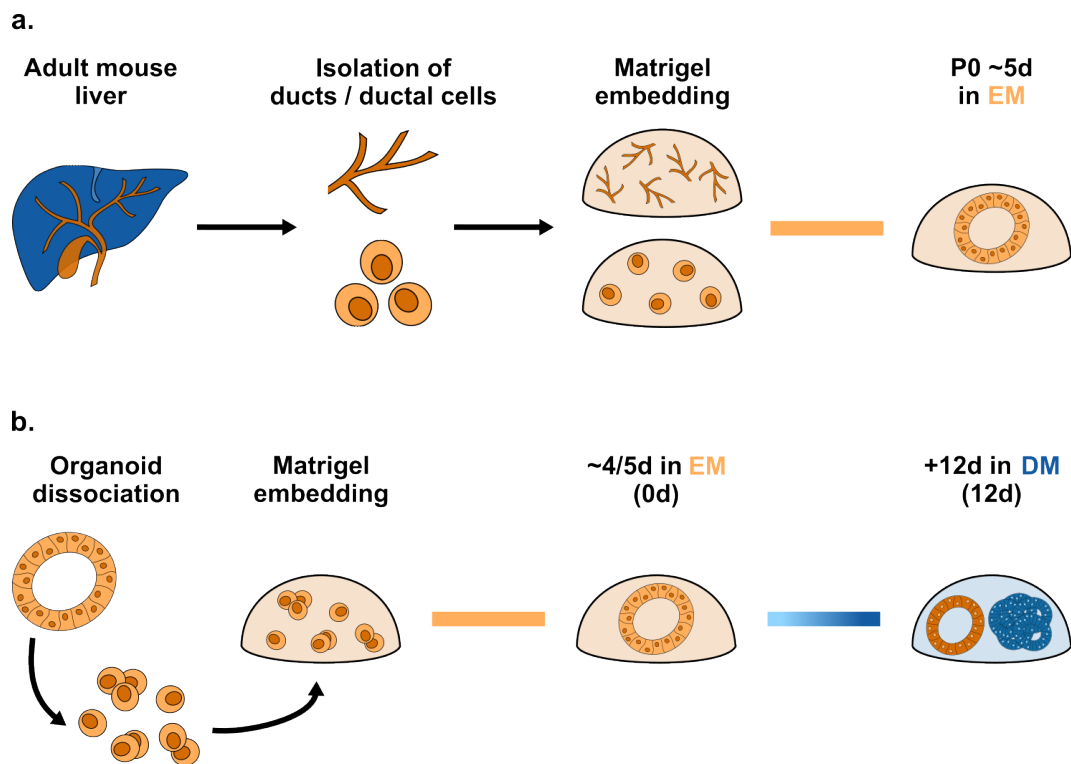 a.
Adult mouse
liver
Isolation of
ducts / ductal cells
Matrigel
embedding
P0 ~5d
in EM
b.
Organoid
dissociation
Matrigel
embedding
~4/5d in EM
(0d)
+12d in DM
(12d)